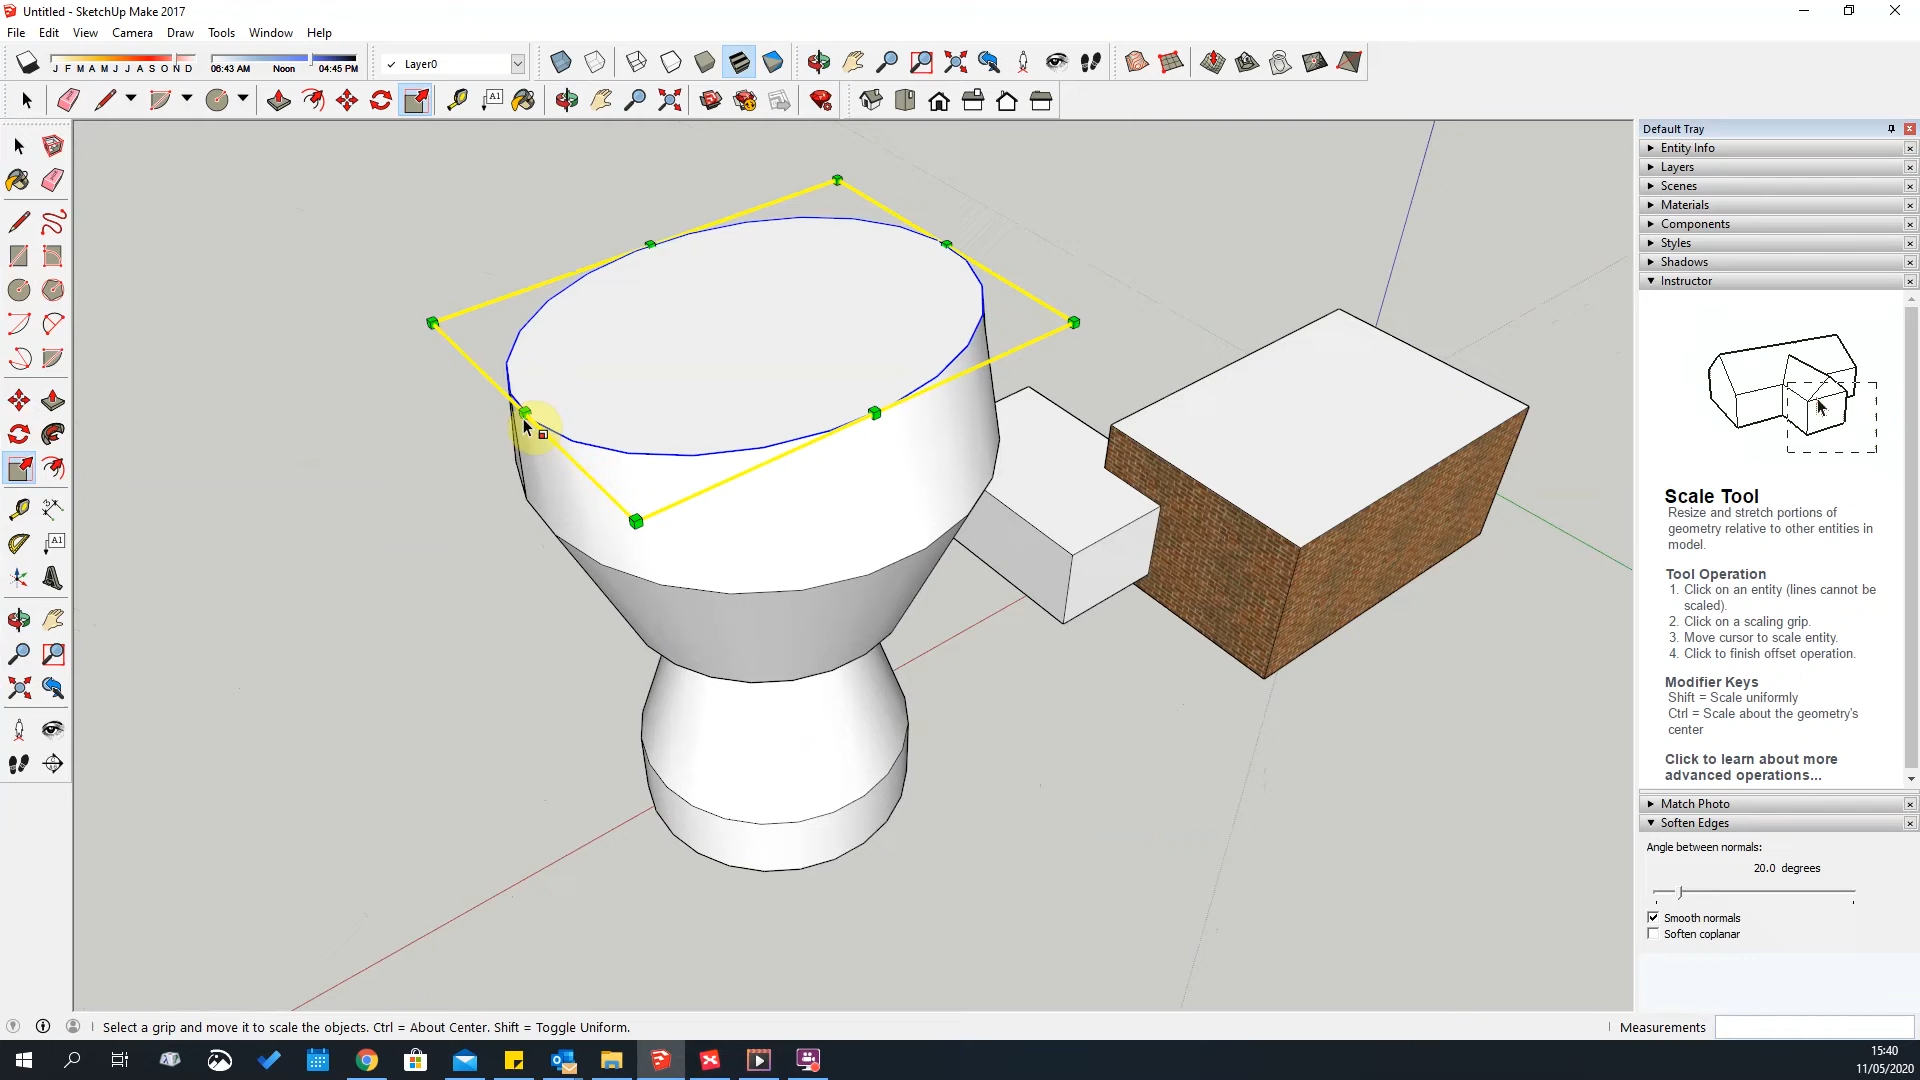 Untitled - SketchUp Make 2017
File Edit View Camera Draw Tools Window Help
J F M A M J J A S O N D
06:43 AM Noon 04:45 PM
✓ Layer0
A1
Default Tray
Entity Info
Layers
Scenes
Materials
Components
Styles
Shadows
Instructor
Scale Tool
Resize and stretch portions of
geometry relative to other entities in
model.
Tool Operation
1. Click on an entity (lines cannot be
scaled).
2. Click on a scaling grip.
3. Move cursor to scale entity.
4. Click to finish offset operation.
Modifier Keys
Shift = Scale uniformly
Ctrl = Scale about the geometry's
center
Click to learn about more
advanced operations...
Match Photo
Soften Edges
Angle between normals:
20.0 degrees
Smooth normals
Soften coplanar
A1
Select a grip and move it to scale the objects. Ctrl = About Center. Shift = Toggle Uniform.
Measurements
15:40
11/05/2020